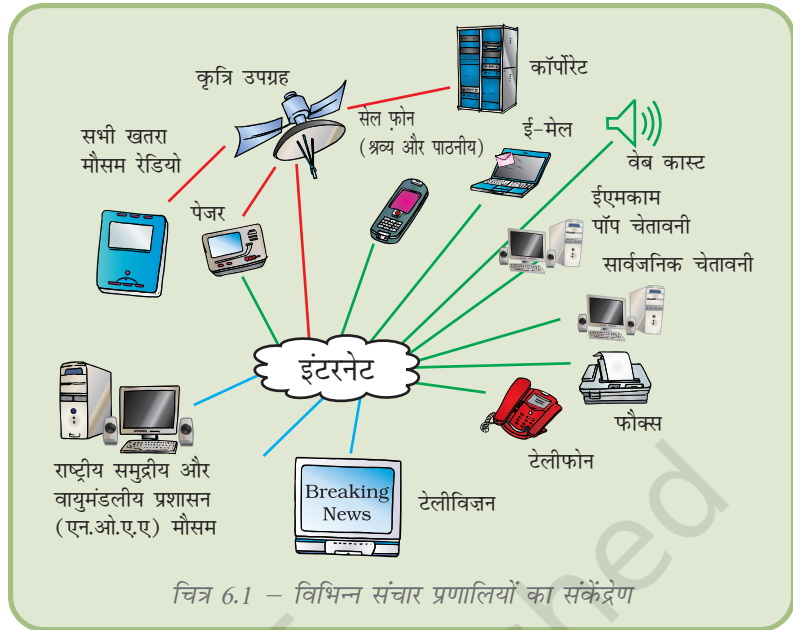 कृत्रि उपग्रह
कॉर्पोरेट
सभी खतरा
मौसम रेडियो
सेल फ़ोन
(श्रव्य और पाठनीय)
ई-मेल
वेब कास्ट
पेजर
ईएमकाम
पॉप चेतावनी
सार्वजनिक चेतावनी
इंटरनेट
फौक्स
टेलीफोन
राष्ट्रीय समुद्रीय और
वायुमंडलीय प्रशासन
(एन.ओ.ए.ए) मौसम
Breaking
News
टेलीविज़न
चित्र 6.1 – विभिन्न संचार प्रणालियों का संकेंद्रेण